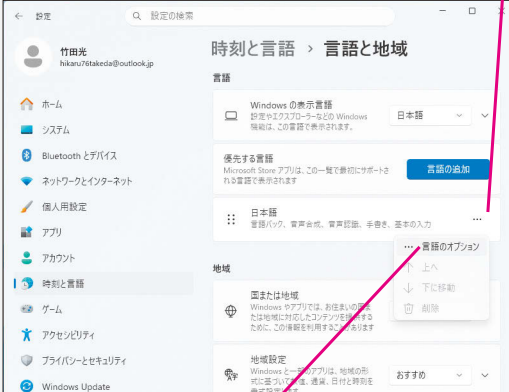 設定
設定の検索
竹田光
hikaru76takeda@outlook.jp
ホーム
システム
Bluetooth とデバイス
ネットワークとインターネット
個人用設定
アプリ
アカウント
時刻と言語
ゲーム
アクセシビリティ
プライバシーとセキュリティ
Windows Update
時刻と言語 › 言語と地域
言語
Windows の表示言語
設定やエクスプローラーなどの Windows
機能は、この言語で表示されます。
日本語
優先する言語
Microsoft Store アプリは、この一覧で最初にサポートさ
れる言語で表示されます
言語の追加
日本語
言語パック、音声合成、音声認識、手書き、基本の入力
言語のオプション
上へ
下に移動
削除
地域
国または地域
Windows やアプリでは、お住まいの国ま
たは地域に対応したコンテンツを提供する
ために、この情報を利用することがあります
地域設定
Windows と一部のアプリは、地域の形
式に基づいて数値、通貨、日付と時刻を
おすすめ